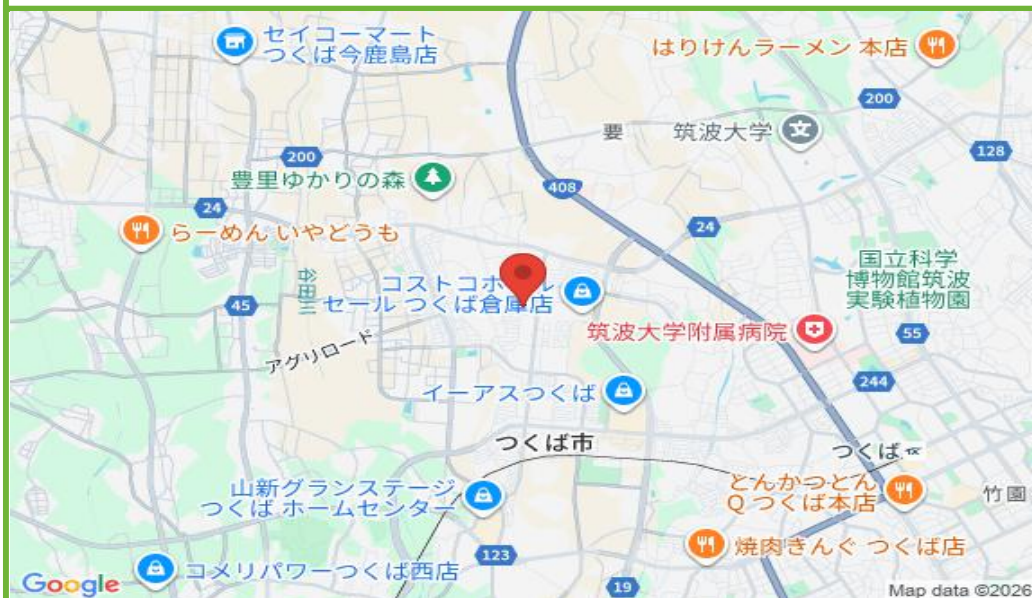 セイコーマート
つくば今鹿島店
はりけんラーメン 本店
200
要
筑波大学
128
200
豊里ゆかりの森
408
24
24
らーめん いやどうも
国立科学
博物館筑波
実験植物園
谷田川
コストコホ
ル
セール つくば倉庫店
45
筑波大学附属病院
55
アグリロード
244
イーアスつくば
つくば市
つくば
山新グランステージ
つくば ホームセンター
とんかつとん
Q つくば本店
竹園
123
焼肉きんぐ つくば店
コメリパワーつくば西店
19
Google
Map data ©2026